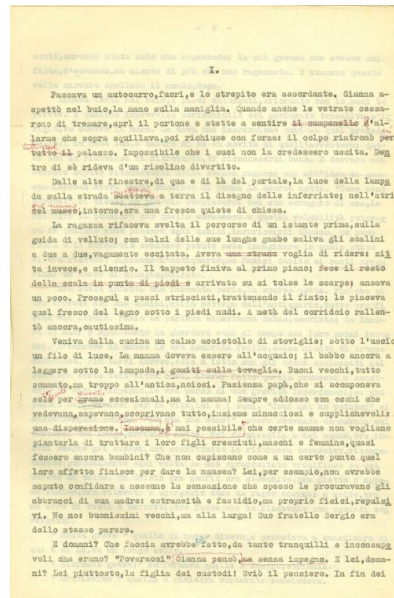 I.
Passava un autocarro,fuori,e lo strepito era assordante. Gianna a-
spettò nel buio,la mano sulla maniglia. Quando anche le vetrate cessa-
rono di tremare,aprì il portone e stette a sentire il campanello d'al-
larme che sopra squillava,poi richiuse con forza: il colpo rintronò per
tutto il palazzo. Impossibile che i suoi non la credessero uscita. Den
tro di sè rideva d'un risolino divertito.
Dalle alte finestre,di qua e di là del portale,la luce della lampa
da sulla strada a terra il disegno delle inferriate; nell'atri
del museo,intorno,era una fresca quiete di chiesa.
La ragazza rifaceva svelta il percorso di un istante prima,sulla
guida di velluto; con balzi delle sue lunghe gambe saliva gli scalini
a due a due,vagamente eccitata. Aveva una strana voglia di ridere: zit
ta invece,e silenzio. Il tappeto finiva al primo piano; fece il resto
della scala in punta di piedi e arrivata su si tolse le scarpe; ansava
un poco. Proseguì a passi strisciati,trattenendo il fiato; le piaceva
quel fresco del legno sotto i piedi nudi. A metà del corridoio rallen-
tò ancora,cautissima.
Veniva dalla cucina un calmo acciottolio di stoviglie; sotto l'uscio
un filo di luce. La mamma doveva essere all'acquaio; il babbo ancora a
leggere sotto la lampada,i gomiti sulla tovaglia. Buoni vecchi,tutto
sommato,ma troppo all'antica,noiosi. Pazienza papà,che si scomponeva
solo per grane eccezionali,ma la mamma! Sempre addosso con occhi che
vedevano,sapevano,scoprivano tutto,insieme minacciosi e supplichevoli:
una disperazione. Insomma,è mai possibile che certe mamme non vogliano
piantarla di trattare i loro figli cresciuti,maschi e femmine,quasi
fossero ancora bambini? Che non capiscano come a un certo punto quel
loro affetto finisce per dare la nausea? Lei,per esempio,non avrebbe
saputo confidare a nessuno la sensazione che spesso le procuravano gli
abbracci di sua madre: estraneità e fastidio,ma proprio fisici,repulsi
vi. No no: buonissimi vecchi,ma alla larga! Suo fratello Sergio era
dello stesso parere.
E domani? Che faccia avrebbe fatto,da tanto tranquilli e inconsape
voli che erano? "Poveracci" Gianna pensò,ma senza impegno. E lei,doma-
ni? Lei piuttosto,la figlia dei custodi! Sviò il pensiero. In fin dei